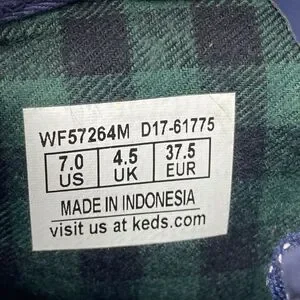 WF57264M D17-61775
7.0 4.5 37.5
US UK EUR
MADE IN INDONESIA
visit us at keds.com